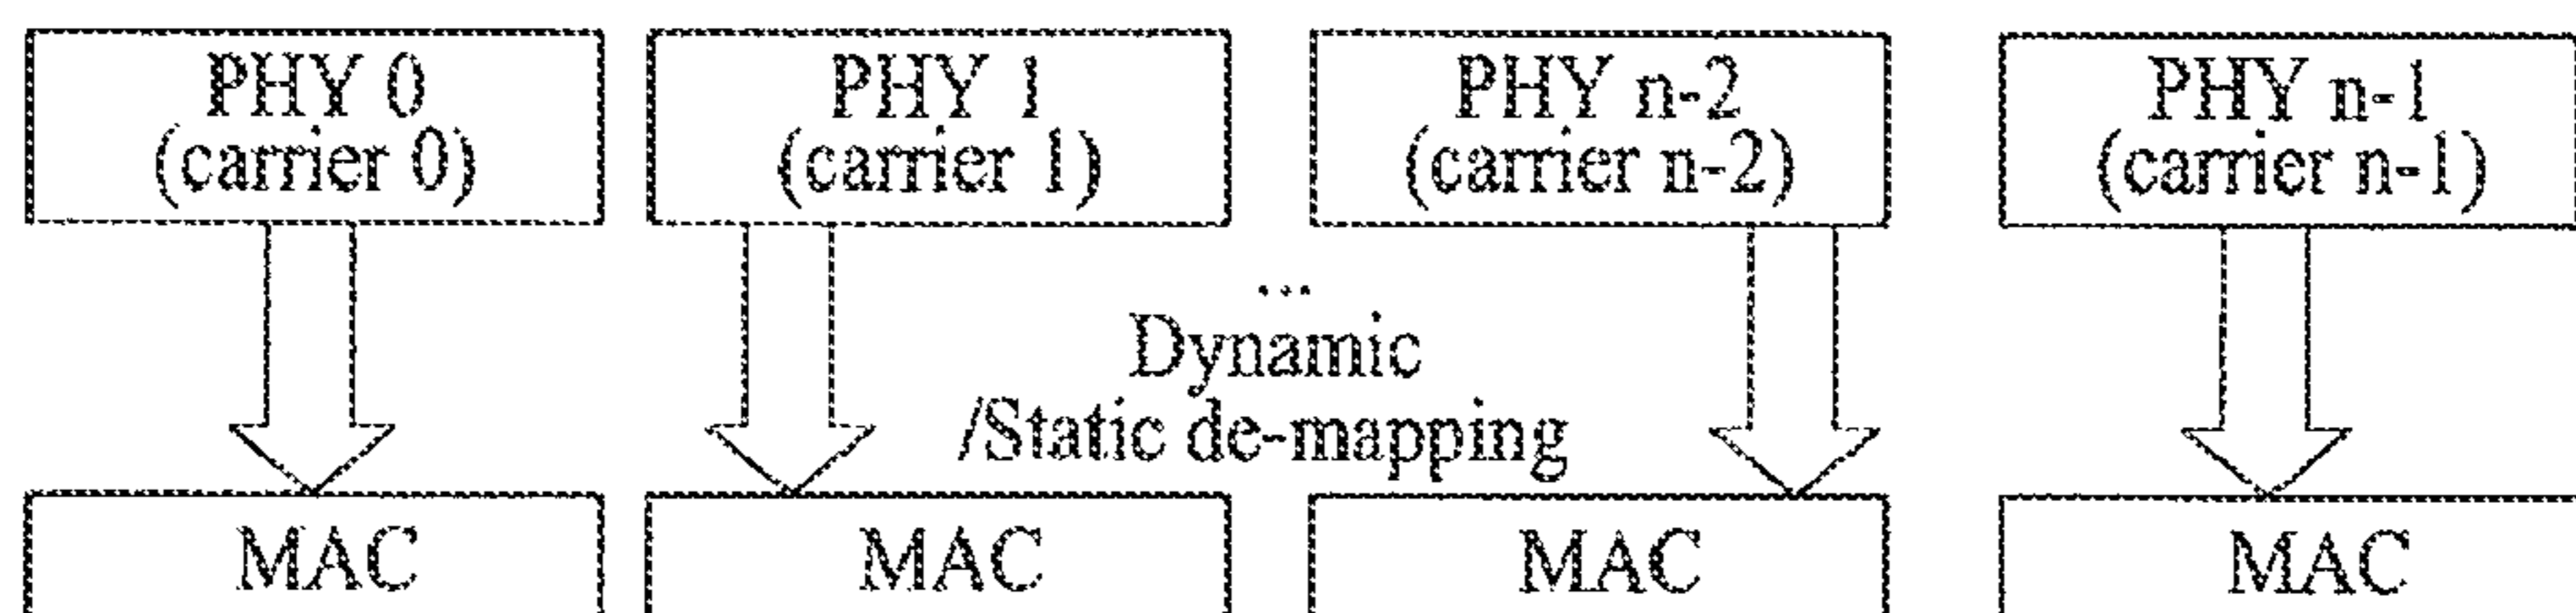 PHY 0
(carrier 0)
PHY 1
(carrier 1)
PHY n-2
(carrier n-2)
PHY n-1
(carrier n-1)
...
Dynamic
/Static de-mapping
MAC
MAC
MAC
MAC